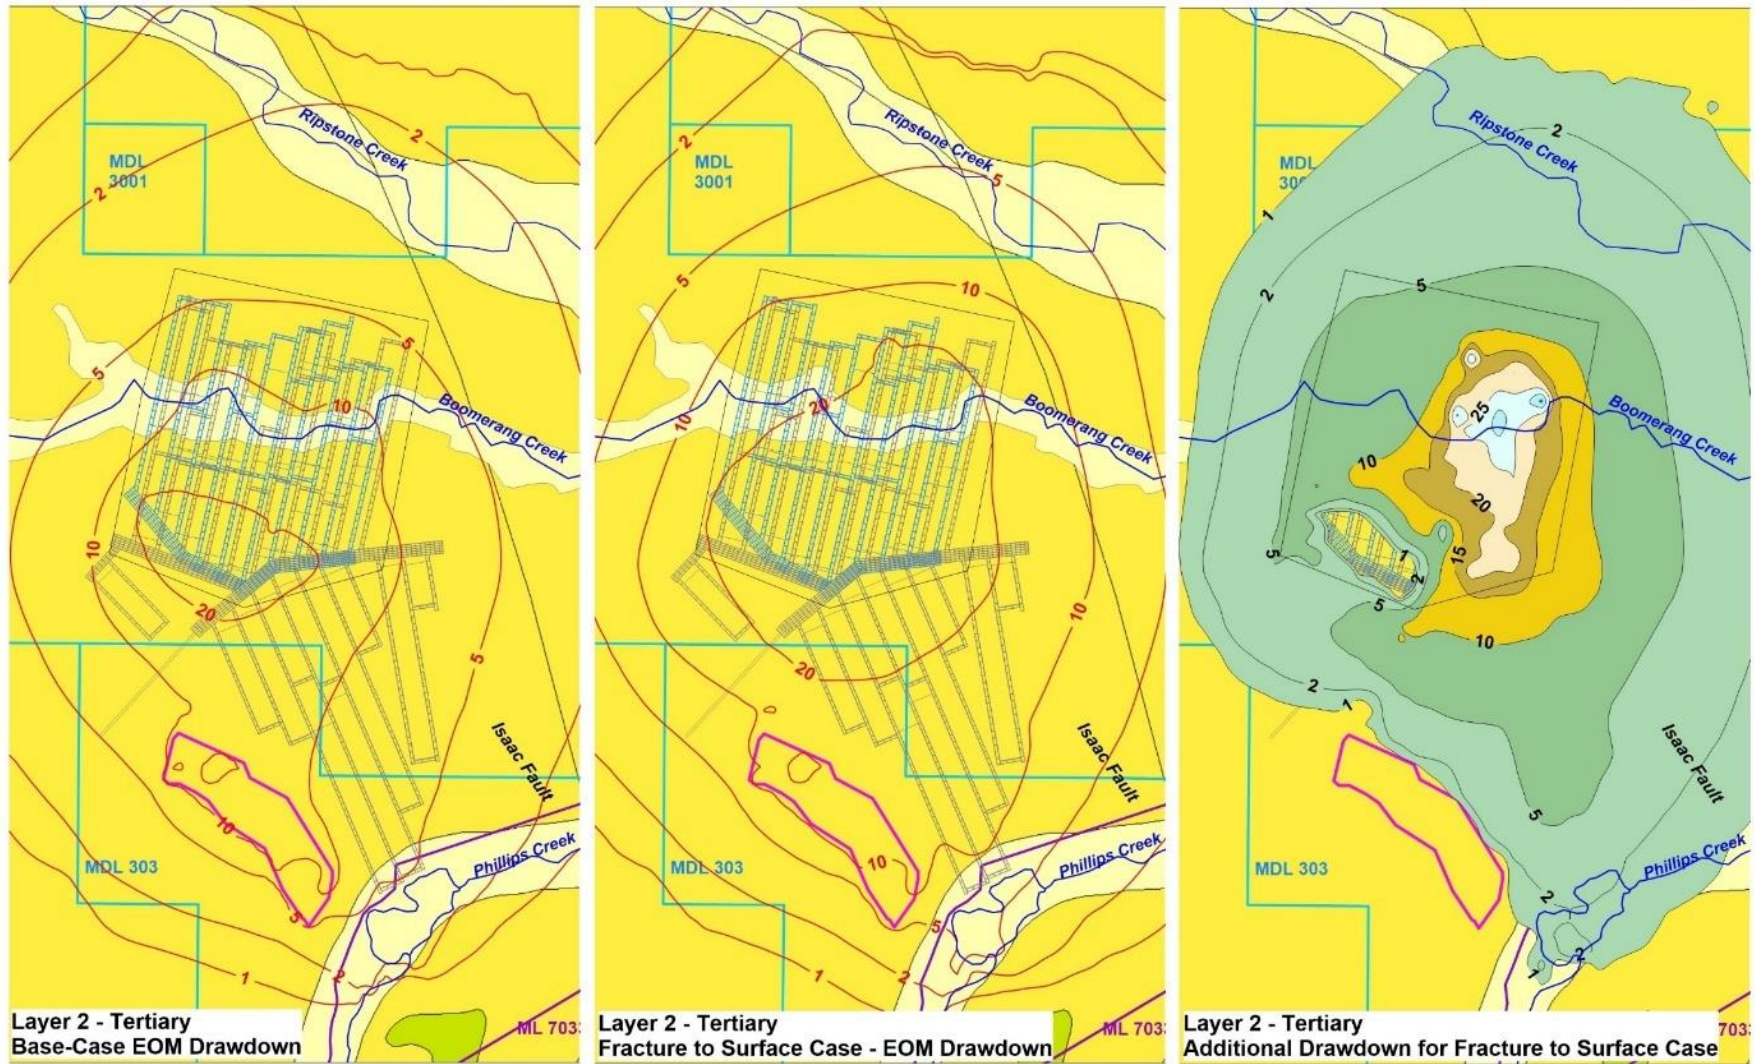 2
Ripstone Creek
MDL
3001
2
5
5
10
Boomerang Creek
10
20
5
Isaac Fault
10
MDL 303
Phillips Creek
5
2
1
ML 703
Layer 2 - Tertiary
Base-Case EOM Drawdown
2
Ripstone Creek
MDL
3001
5
5
10
10
20
Boomerang Creek
10
20
Isaac Fault
10
MDL 303
Phillips Creek
5
2
1
ML 703
Layer 2 - Tertiary
Fracture to Surface Case - EOM Drawdown
2
Ripstone Creek
MDL
300
1
2
5
25
Boomerang Creek
10
20
5
15
1
2
5
10
2
1
Isaac Fault
5
MDL 303
Phillips Creek
2
2
1
703
Layer 2 - Tertiary
Additional Drawdown for Fracture to Surface Case